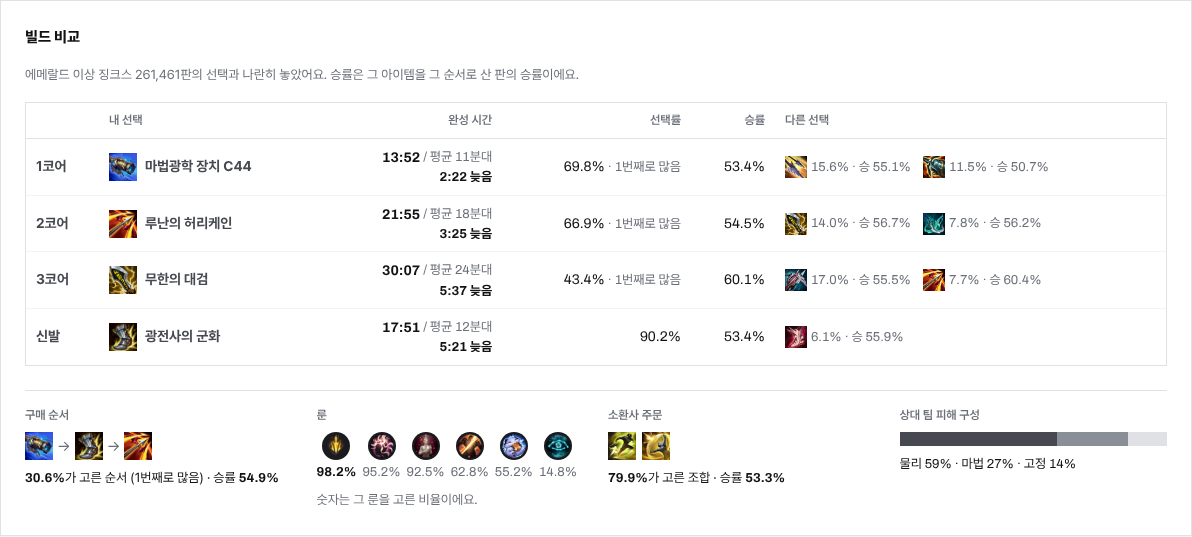 빌드 비교
에메랄드 이상 징크스 261,461판의 선택과 나란히 놓았어요. 승률은 그 아이템을 그 순서로 산 판의 승률이에요.
내 선택 완성 시간 선택률 승률 다른 선택
1코어 마법광학 장치 C44 13:52 / 평균 11분대 69.8% · 1번째로 많음 53.4% 15.6% · 승 55.1% 11.5% · 승 50.7%
2:22 늦음
2코어 루난의 허리케인 21:55 / 평균 18분대 66.9% · 1번째로 많음 54.5% 14.0% · 승 56.7% 7.8% · 승 56.2%
3:25 늦음
3코어 무한의 대검 30:07 / 평균 24분대 43.4% · 1번째로 많음 60.1% 17.0% · 승 55.5% 7.7% · 승 60.4%
5:37 늦음
신발 광전사의 군화 17:51 / 평균 12분대 90.2% 53.4% 6.1% · 승 55.9%
5:21 늦음
구매 순서
→ →
30.6%가 고른 순서 (1번째로 많음) · 승률 54.9%
룬
98.2% 95.2% 92.5% 62.8% 55.2% 14.8%
숫자는 그 룬을 고른 비율이에요.
소환사 주문
79.9%가 고른 조합 · 승률 53.3%
상대 팀 피해 구성
물리 59% · 마법 27% · 고정 14%